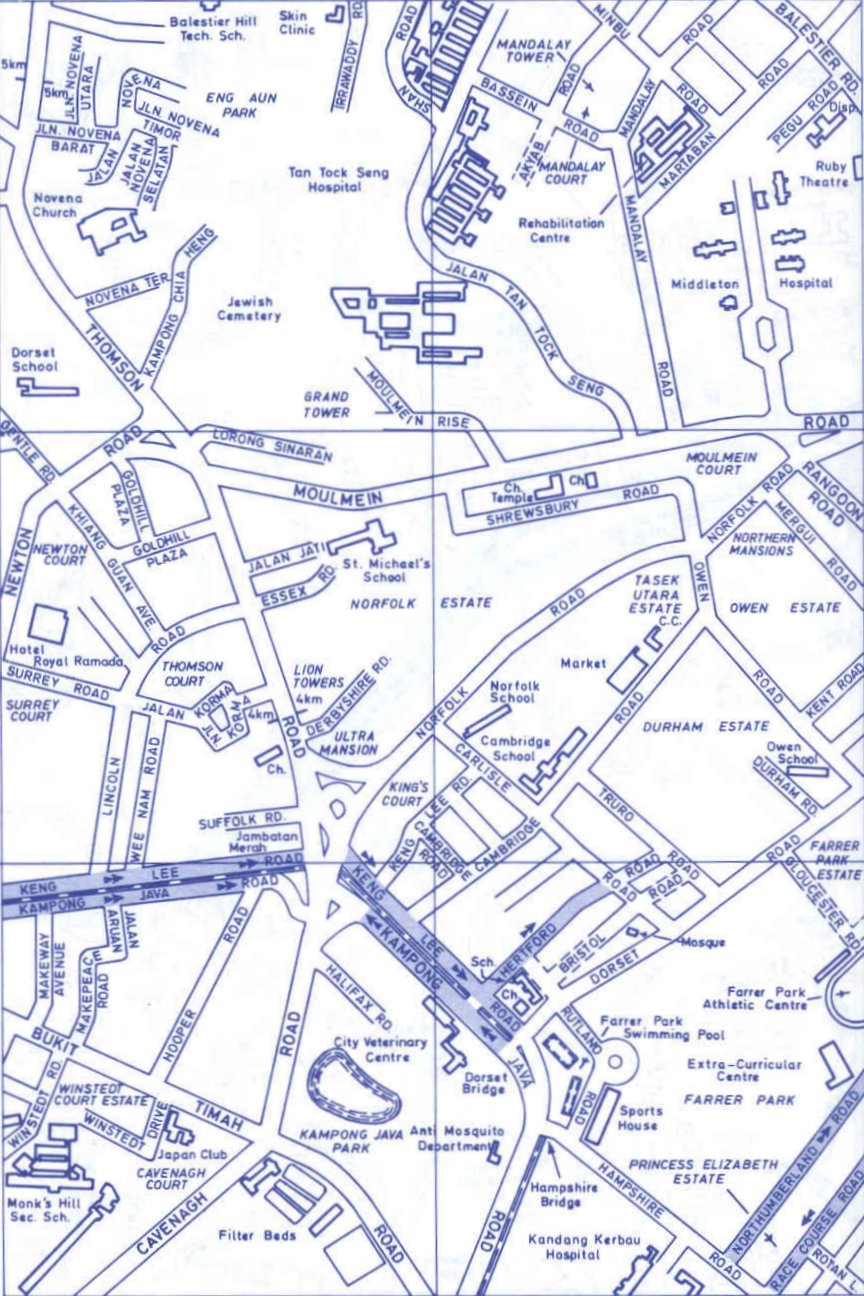 Balestier Hill
Tech. Sch.
Skin
Clinic
IRRAWADDY RD
ROAD
SHAN
MANDALAY
TOWER
MINBU
ROAD
ROAD
BALESTIER RD.
5km
5km
JLN. NOVENA
UTARA
NOVENA
JLN. NOVENA
TIMOR
ENG AUN
PARK
BASSEIN
ROAD
MANDALAY
ROAD
ROAD
PEGU ROAD
Disp.
JLN. NOVENA
BARAT
JALAN
JALAN
NOVENA
SELATAN
AKYAB
MANDALAY
COURT
MARTABAN
Tan Tock Seng
Hospital
Ruby
Theatre
Novena
Church
Rehabilitation
Centre
MANDALAY
HENG
JALAN TAN TOCK SENG
NOVENA TER.
KAMPONG CHIA
Jewish
Cemetery
Middleton
Hospital
THOMSON
Dorset
School
ROAD
GRAND
TOWER
MOULMEIN RISE
GENTLE RD.
ROAD
LORONG SINARAN
ROAD
MOULMEIN
COURT
GOLDHILL
PLAZA
MOULMEIN
Ch.
Temple
Ch.
SHREWSBURY ROAD
NORFOLK ROAD
RANGOON
ROAD
KHIANG
GUAN AVE.
NEWTON
NEWTON
COURT
GOLDHILL
PLAZA
JALAN JATI
St. Michael's
School
MERGUI
ROAD
NORTHERN
MANSIONS
ESSEX RD.
NORFOLK ESTATE
ROAD
TASEK
UTARA
ESTATE
C.C.
OWEN
OWEN ESTATE
Hotel
Royal Ramada
ROAD
THOMSON
COURT
LION
TOWERS
4km
Market
SURREY ROAD
SURREY
COURT
JALAN
KORMA
JLN.
KORMA
4km
ROAD
DERBYSHIRE RD.
NORFOLK
Norfolk
School
ROAD
ROAD
KENT ROAD
ULTRA
MANSION
DURHAM ESTATE
Ch.
CARLISLE
Cambridge
School
Owen
School
DURHAM RD.
LINCOLN
WEE NAM ROAD
KING'S
COURT
LEE RD.
TRURO
SUFFOLK RD.
Jambatan
Merah
KENG
CAMBRIDGE
ROAD
CAMBRIDGE
ROAD
ROAD
FARRER
PARK
ESTATE
KENG LEE ROAD
KAMPONG JAVA ROAD
KENG
LEE
ROAD
ROAD
ROAD
GLOUCESTER RD.
MAKEWAY
AVENUE
JALAN
ARUAN
MAKEPEACE
ROAD
ROAD
KAMPONG
Sch.
HERTFORD
BRISTOL
DORSET
Mosque
HOOPER
HALIFAX RD.
Ch.
ROAD
Farrer Park
Athletic Centre
BUKIT
ROAD
City Veterinary
Centre
JAVA
RUTLAND
Farrer Park
Swimming Pool
Extra-Curricular
Centre
WINSTEDT RD.
WINSTEDT
COURT ESTATE
Dorset
Bridge
FARRER PARK
ROAD
WINSTEDT
DRIVE
TIMAH
KAMPONG JAVA
PARK
Anti Mosquito
Department
ROAD
Sports
House
Japan Club
CAVENAGH
COURT
PRINCESS ELIZABETH
ESTATE
NORTHUMBERLAND
Monk's Hill
Sec. Sch.
CAVENAGH
Filter Beds
ROAD
ROAD
Hampshire
Bridge
HAMPSHIRE
Kandang Kerbau
Hospital
ROAD
RACE COURSE ROAD
ROTAN L